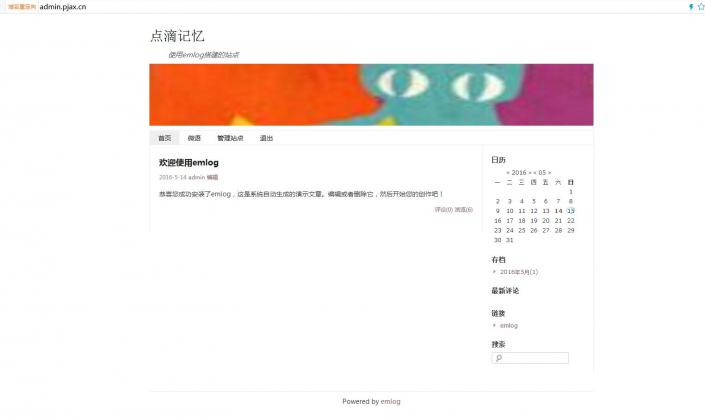 博客重定向 admin.pjax.cn
点滴记忆
使用emlog搭建的站点
首页 微语 管理站点 退出
欢迎使用emlog
2016-5-14 admin 编辑
恭喜您成功安装了emlog，这是系统自动生成的演示文章。编辑或者删除它，然后开始您的创作吧！
评论(0) 浏览(6)
日历
« 2016 » « 05 »
一 二 三 四 五 六 日
1
2 3 4 5 6 7 8
9 10 11 12 13 14 15
16 17 18 19 20 21 22
23 24 25 26 27 28 29
30 31
存档
2016年5月(1)
最新评论
链接
emlog
搜索
Powered by emlog